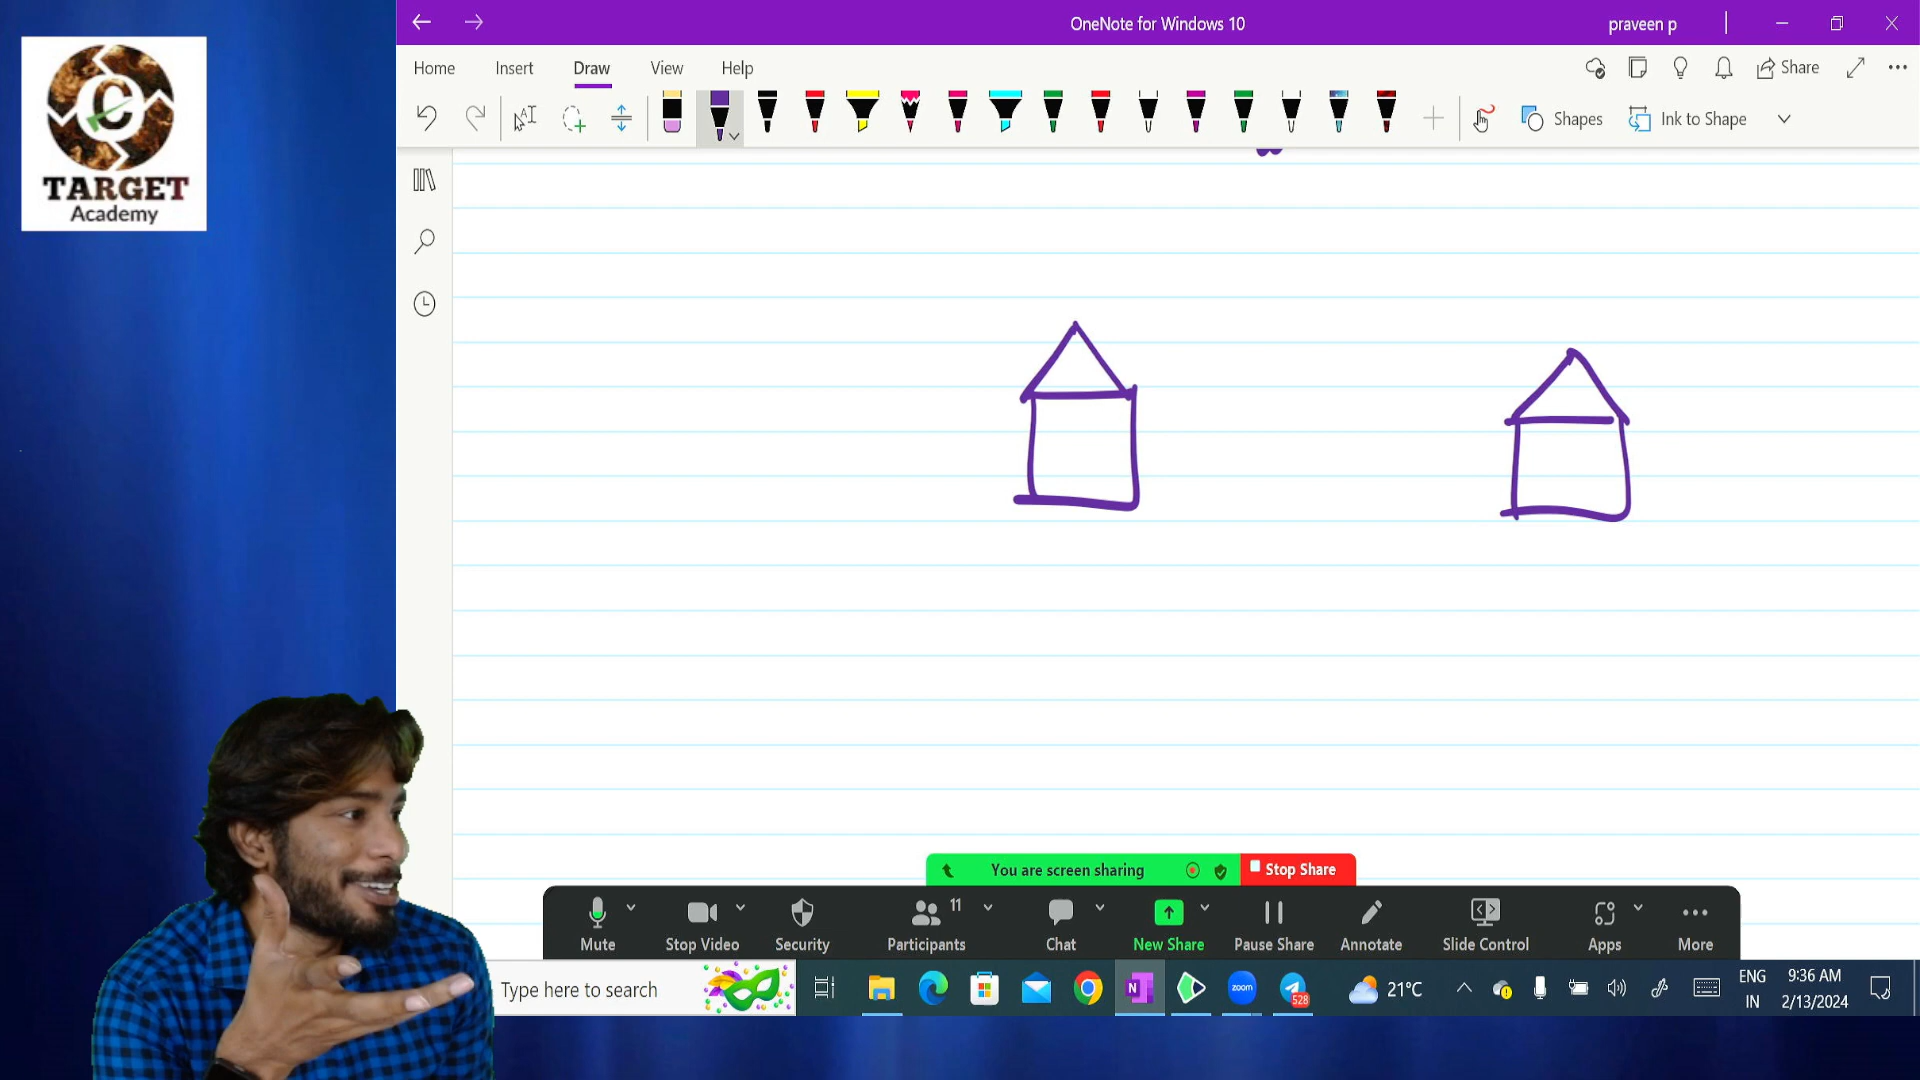 TARGET
Academy
OneNote for Windows 10
praveen p
Home
Insert
Draw
View
Help
Share
Shapes
Ink to Shape
You are screen sharing
Stop Share
11
Mute
Stop Video
Security
Participants
Chat
New Share
Pause Share
Annotate
Slide Control
Apps
More
Type here to search
zoom
528
21°C
ENG
IN
9:36 AM
2/13/2024